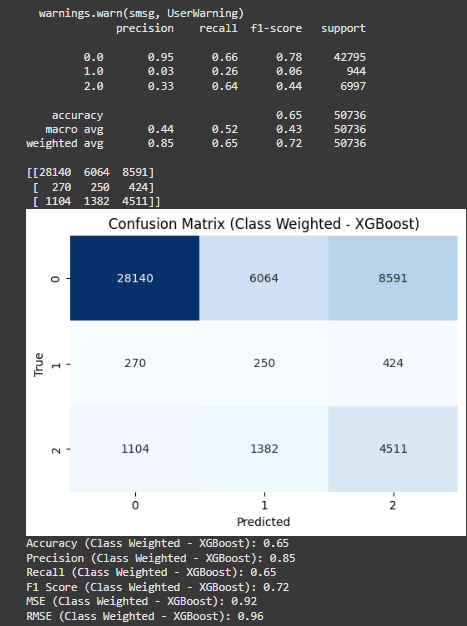 warnings.warn(smsg, UserWarning)
precision recall f1-score support
0.0 0.95 0.66 0.78 42795
1.0 0.03 0.26 0.06 944
2.0 0.33 0.64 0.44 6997
accuracy 0.65 50736
macro avg 0.44 0.52 0.43 50736
weighted avg 0.85 0.65 0.72 50736
[[28140 6064 8591]
[ 270 250 424]
[ 1104 1382 4511]]
Confusion Matrix (Class Weighted - XGBoost)
0 28140 6064 8591
True
1 270 250 424
2 1104 1382 4511
0 1 2
Predicted
Accuracy (Class Weighted - XGBoost): 0.65
Precision (Class Weighted - XGBoost): 0.85
Recall (Class Weighted - XGBoost): 0.65
F1 Score (Class Weighted - XGBoost): 0.72
MSE (Class Weighted - XGBoost): 0.92
RMSE (Class Weighted - XGBoost): 0.96